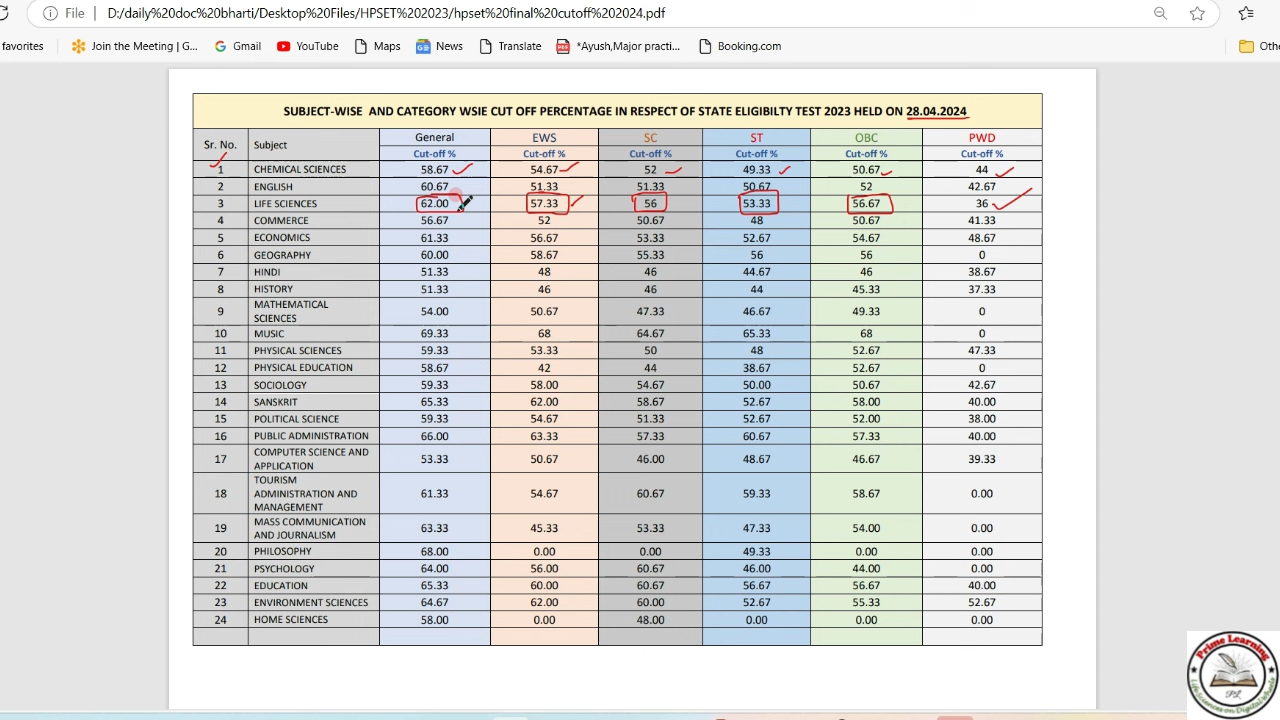 File D:/daily%20doc%20bharti/Desktop%20Files/HPSET%202023/hpset%20final%20cutoff%202024.pdf
favorites Join the Meeting | G... Gmail YouTube Maps News Translate *Ayush,Major practi... Booking.com Othe
SUBJECT-WISE AND CATEGORY WSIE CUT OFF PERCENTAGE IN RESPECT OF STATE ELIGIBILTY TEST 2023 HELD ON 28.04.2024
Sr. No. Subject General EWS SC ST OBC PWD
Cut-off % Cut-off % Cut-off % Cut-off % Cut-off % Cut-off %
1 CHEMICAL SCIENCES 58.67 54.67 52 49.33 50.67 44
2 ENGLISH 60.67 51.33 51.33 50.67 52 42.67
3 LIFE SCIENCES 62.00 57.33 56 53.33 56.67 36
4 COMMERCE 56.67 52 50.67 48 50.67 41.33
5 ECONOMICS 61.33 56.67 53.33 52.67 54.67 48.67
6 GEOGRAPHY 60.00 58.67 55.33 56 56 0
7 HINDI 51.33 48 46 44.67 46 38.67
8 HISTORY 51.33 46 46 44 45.33 37.33
9 MATHEMATICAL SCIENCES 54.00 50.67 47.33 46.67 49.33 0
10 MUSIC 69.33 68 64.67 65.33 68 0
11 PHYSICAL SCIENCES 59.33 53.33 50 48 52.67 47.33
12 PHYSICAL EDUCATION 58.67 42 44 38.67 52.67 0
13 SOCIOLOGY 59.33 58.00 54.67 50.00 50.67 42.67
14 SANSKRIT 65.33 62.00 58.67 52.67 58.00 40.00
15 POLITICAL SCIENCE 59.33 54.67 51.33 52.67 52.00 38.00
16 PUBLIC ADMINISTRATION 66.00 63.33 57.33 60.67 57.33 40.00
17 COMPUTER SCIENCE AND APPLICATION 53.33 50.67 46.00 48.67 46.67 39.33
18 TOURISM ADMINISTRATION AND MANAGEMENT 61.33 54.67 60.67 59.33 58.67 0.00
19 MASS COMMUNICATION AND JOURNALISM 63.33 45.33 53.33 47.33 54.00 0.00
20 PHILOSOPHY 68.00 0.00 0.00 49.33 0.00 0.00
21 PSYCHOLOGY 64.00 56.00 60.67 46.00 44.00 0.00
22 EDUCATION 65.33 60.00 60.67 56.67 56.67 40.00
23 ENVIRONMENT SCIENCES 64.67 62.00 60.00 52.67 55.33 52.67
24 HOME SCIENCES 58.00 0.00 48.00 0.00 0.00 0.00
Prime Learning
PL